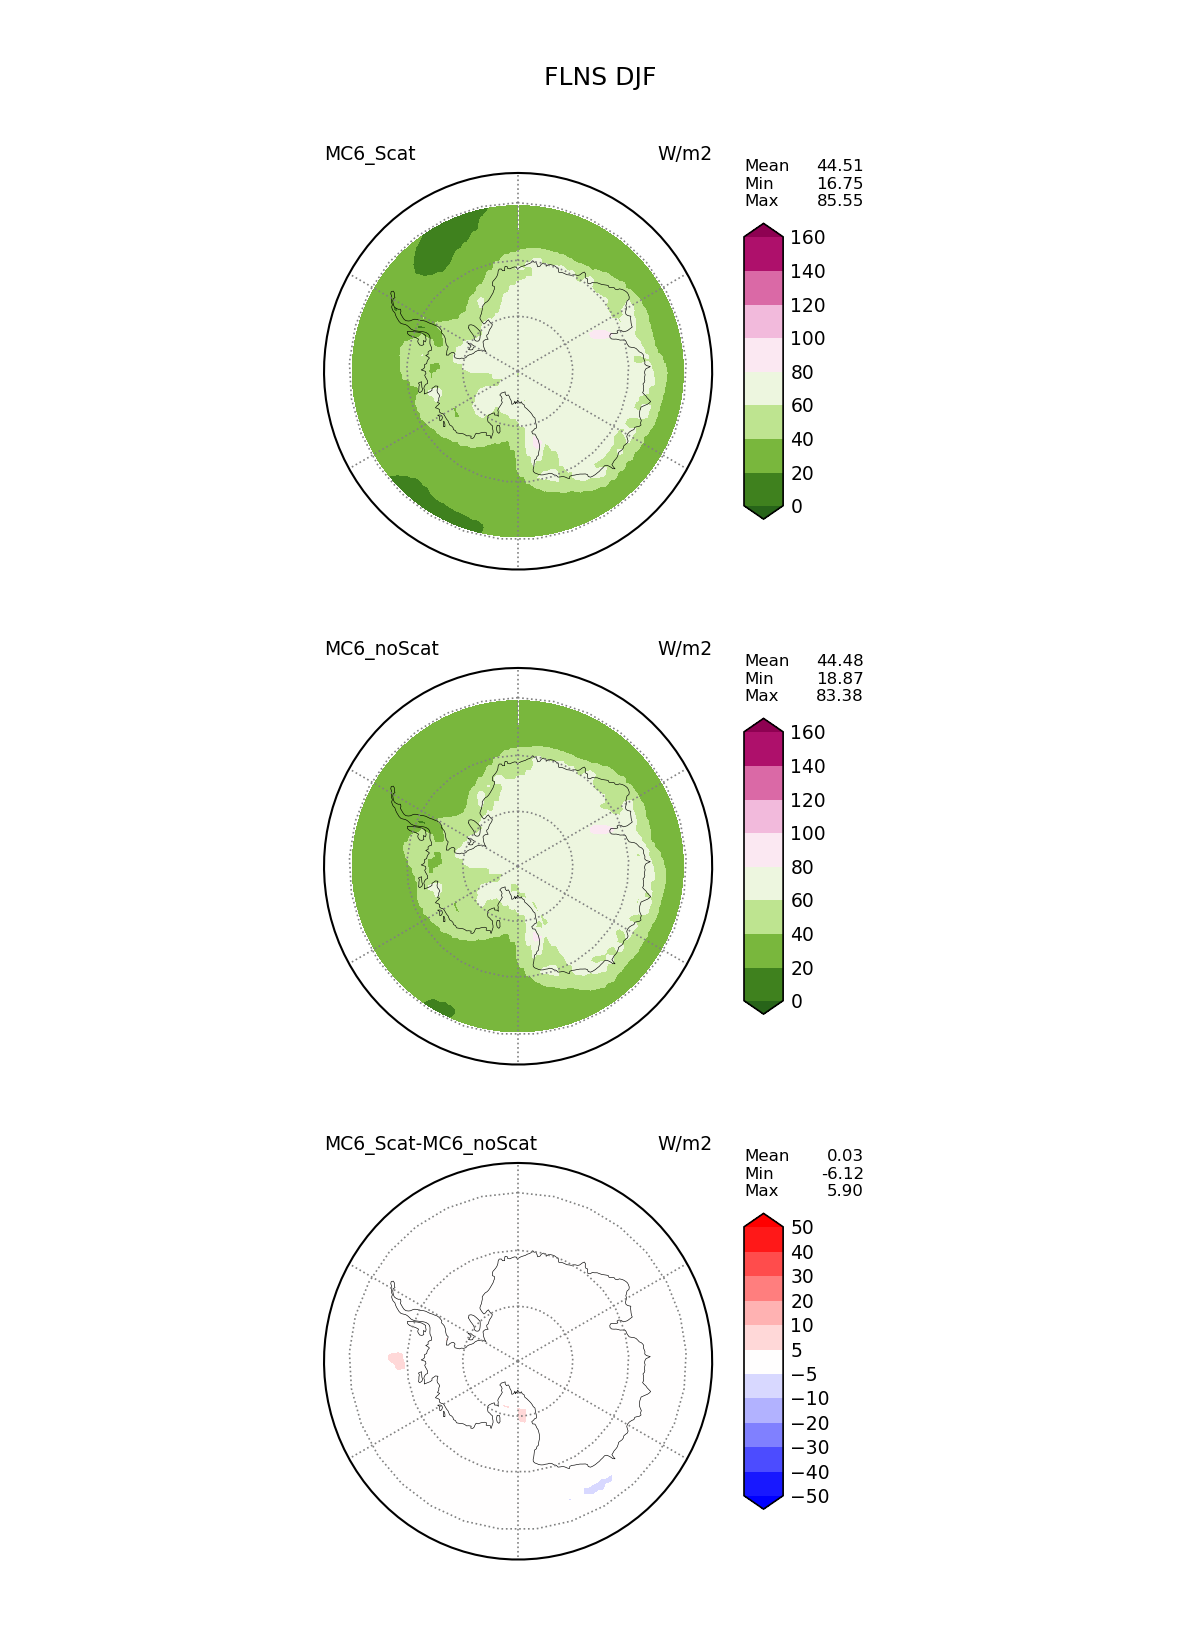 FLNS DJF
MC6_Scat W/m2
Mean 44.51
Min 16.75
Max 85.55
160
140
120
100
80
60
40
20
0
MC6_noScat W/m2
Mean 44.48
Min 18.87
Max 83.38
160
140
120
100
80
60
40
20
0
MC6_Scat-MC6_noScat W/m2
Mean 0.03
Min -6.12
Max 5.90
50
40
30
20
10
5
−5
−10
−20
−30
−40
−50